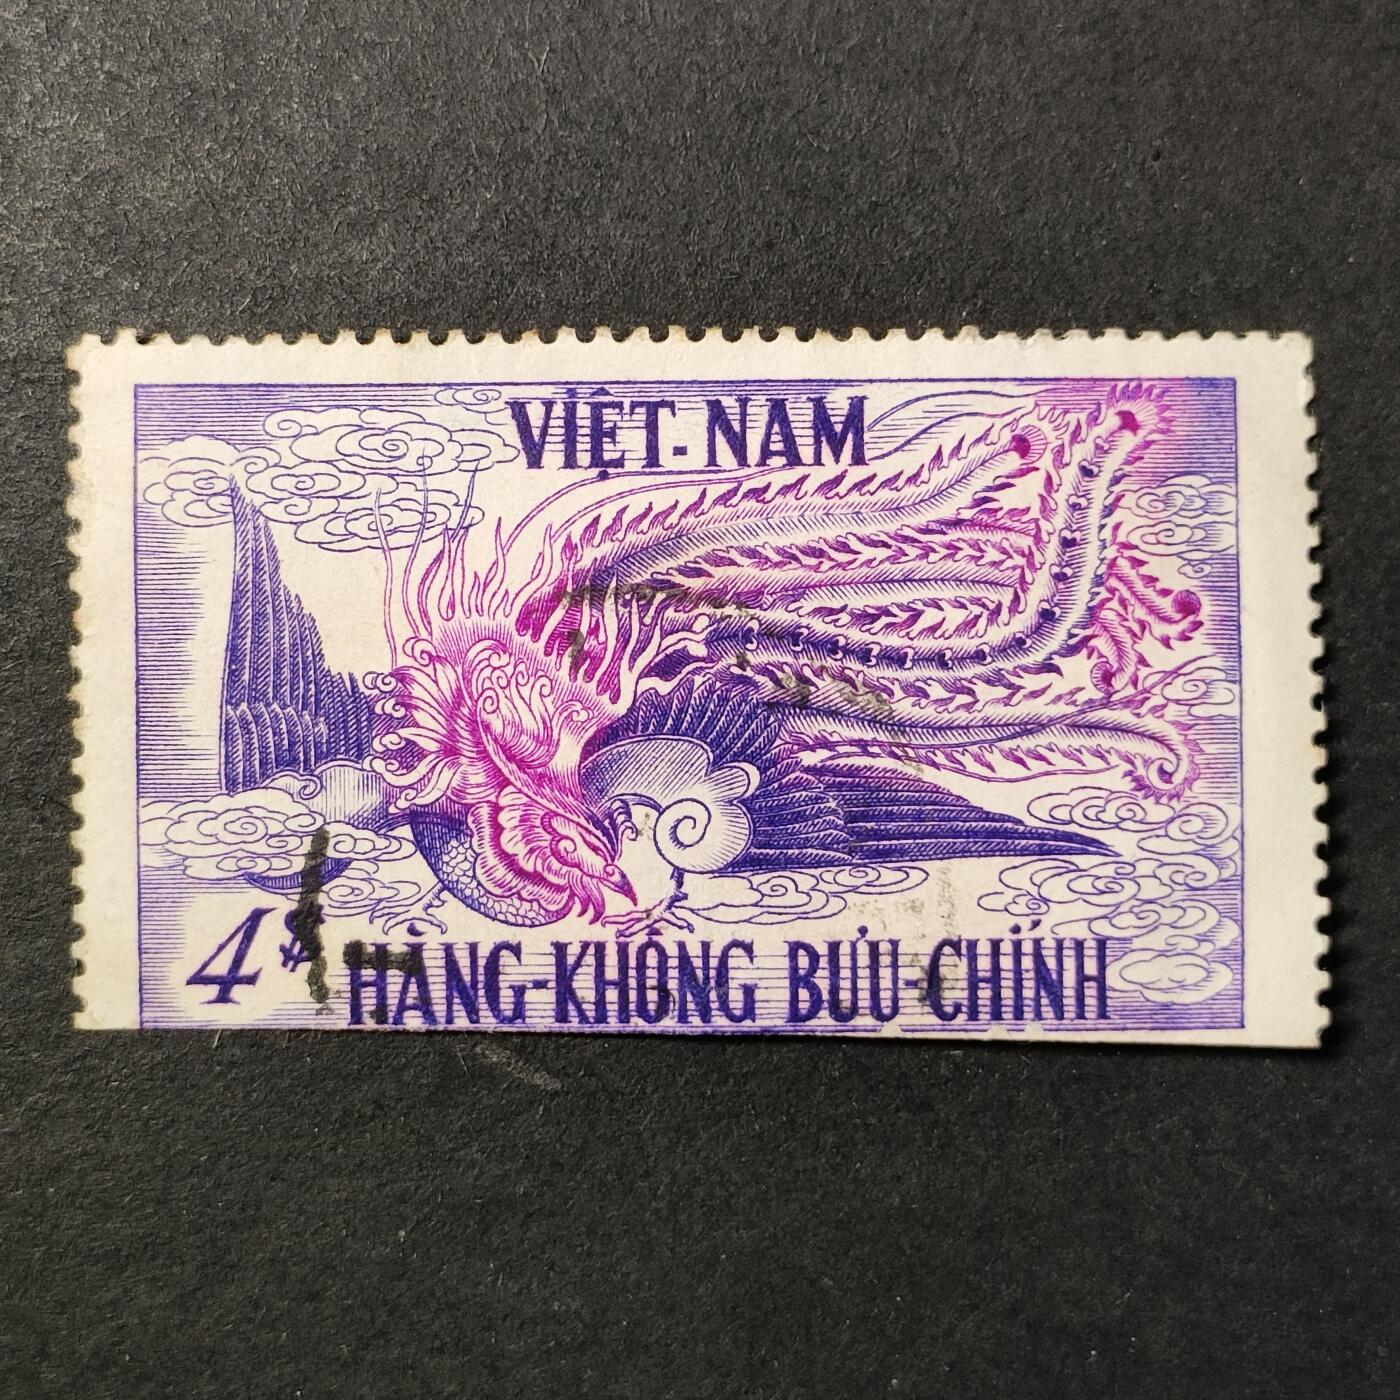 VIỆT-NAM
4$
HÀNG-KHÔNG BƯU-CHÍNH